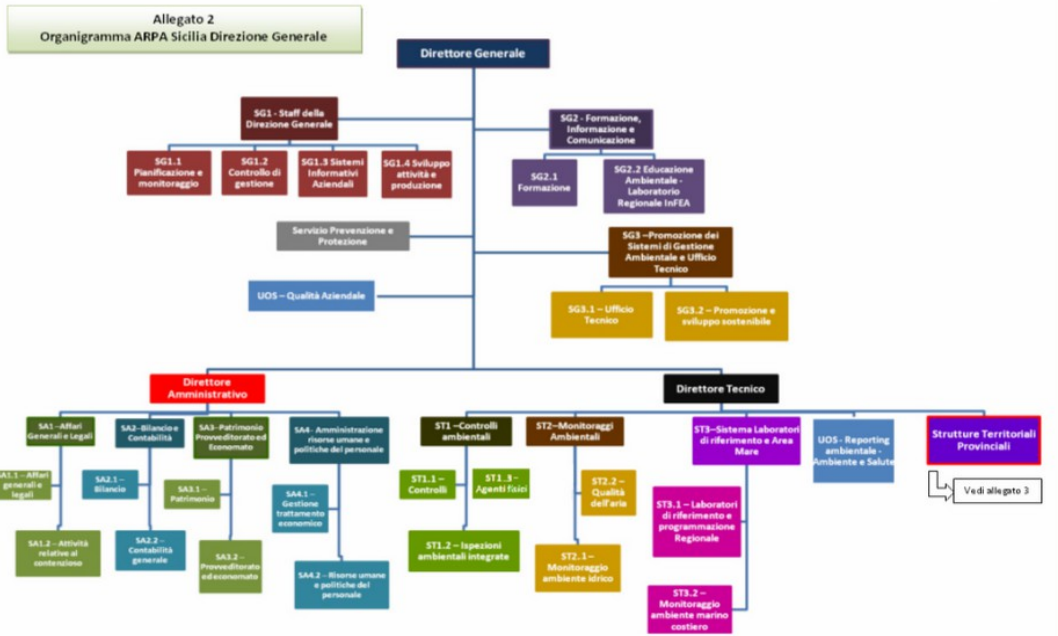 Allegato 2
Organigramma ARPA Sicilia Direzione Generale
Direttore Generale
SG1 - Staff della
Direzione Generale
SG2 - Formazione,
Informazione e
Comunicazione
SG1.1
Pianificazione e
monitoraggio
SG1.2
Controllo di
gestione
SG1.3 Sistemi
Informativi
Aziendali
SG1.4 Sviluppo
attività e
produzione
SG2.1
Formazione
SG2.2 Educazione
Ambientale -
Laboratorio
Regionale InFEA
Servizio Prevenzione e
Protezione
SG3 –Promozione dei
Sistemi di Gestione
Ambientale e Ufficio
Tecnico
UOS – Qualità Aziendale
SG3.1 – Ufficio
Tecnico
SG3.2 – Promozione e
sviluppo sostenibile
Direttore
Amministrativo
Direttore Tecnico
SA1 –Affari
Generali e Legali
SA2–Bilancio e
Contabilità
SA3–Patrimonio
Provveditorato ed
Economato
SA4- Amministrazione
risorse umane e
politiche del personale
ST1 –Controlli
ambientali
ST2–Monitoraggi
Ambientali
ST3–Sistema Laboratori
di riferimento e Area
Mare
UOS - Reporting
ambientale -
Ambiente e Salute
Strutture Territoriali
Provinciali
Vedi allegato 3
SA1.1 – Affari
generali e
legali
SA2.1 –
Bilancio
SA3.1 –
Patrimonio
SA4.1 –
Gestione
trattamento
economico
ST1.1 –
Controlli
ST1.3–
Agenti fisici
ST2.2 –
Qualità
dell'aria
ST3.1 – Laboratori
di riferimento e
programmazione
Regionale
SA1.2 –Attività
relative al
contenzioso
SA2.2 –
Contabilità
generale
SA3.2 –
Provveditorato
ed economato
SA4.2 – Risorse umane
e politiche del
personale
ST1.2 – Ispezioni
ambientali integrate
ST2.1 –
Monitoraggio
ambiente idrico
ST3.2 –
Monitoraggio
ambiente marino
costiero